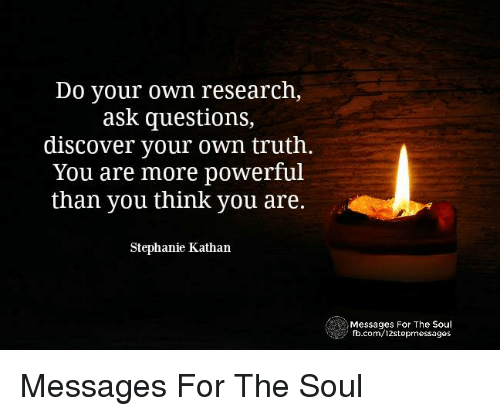 Do your own research,
ask questions,
discover your own truth.
You are more powerful
than you think you are.
Stephanie Kathan
Messages For The Soul
fb.com/12stepmessages
Messages For The Soul